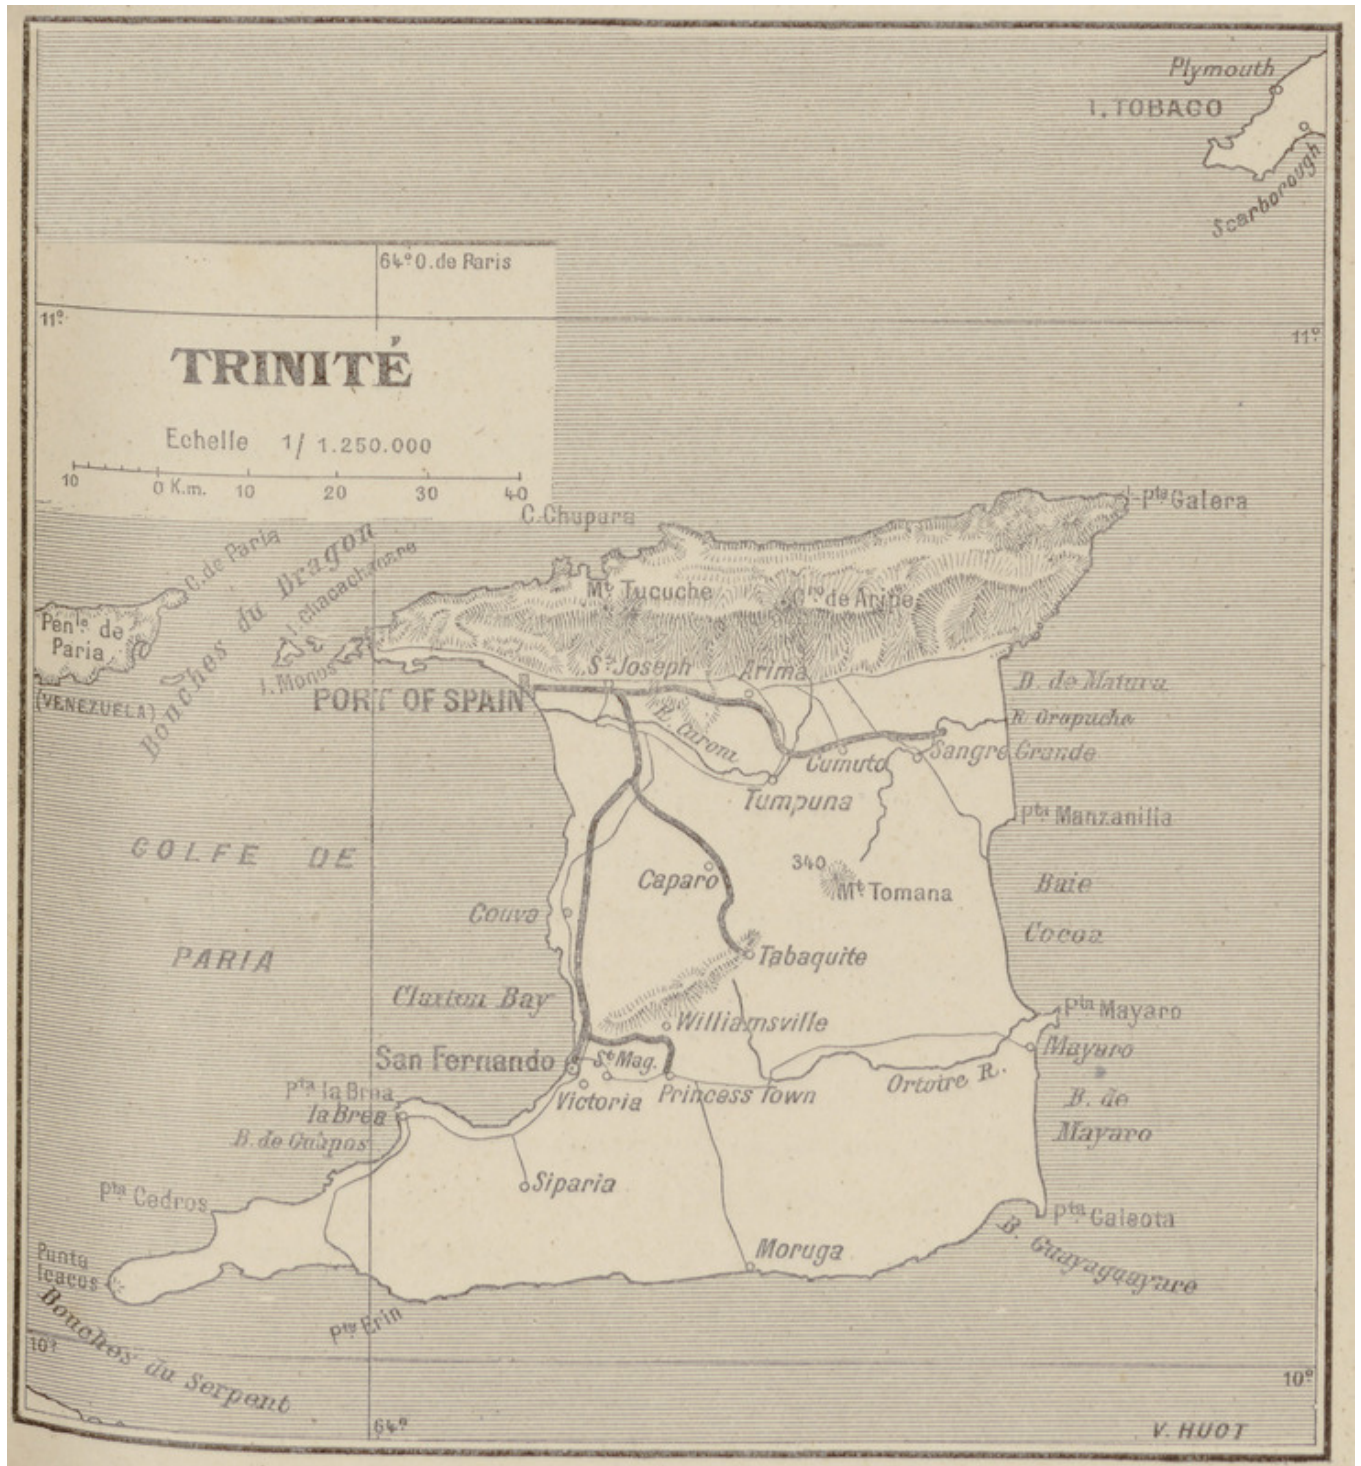 Plymouth
I. TOBAGO
Scarborough
64° O. de Paris
11°
11°
TRINITÉ
Echelle 1/ 1.250.000
10 0 K.m. 10 20 30 40
C. Chupara
Pta Galera
C. de Paria
Bouches du Dragon
I. Chacachacare
Mt Tucuche
Cro de Aripe
Penle de
Paria
(VENEZUELA)
I. Monos
St Joseph
Arima
PORT OF SPAIN
B. de Matura
R. Caroni
R. Oropuche
Cumuto
Sangre Grande
Tumpuna
Pta Manzanilla
GOLFE DE
PARIA
340
Mt Tomana
Caparo
Baie
Cocoa
Couva
Tabaquite
Claxton Bay
Pta Mayaro
Williamsville
San Fernando
Ste Mag.
Mayaro
Ortoire R.
Pta la Brea
la Brea
Victoria
Princess Town
B. de Guapos
B. de
Mayaro
Siparia
Pta Cedros
Pta Galeota
B. Guayaguayare
Moruga
Punta
Icacos
Pta Erin
Bouches du Serpent
10°
10°
64°
V. HUOT